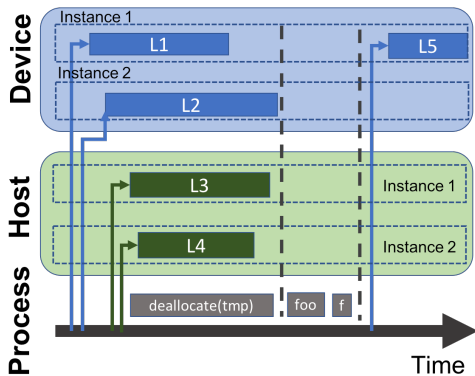 Device
Instance 1
L1
L5
Instance 2
L2
Host
L3
Instance 1
L4
Instance 2
Process
deallocate(tmp)
foo
f
Time